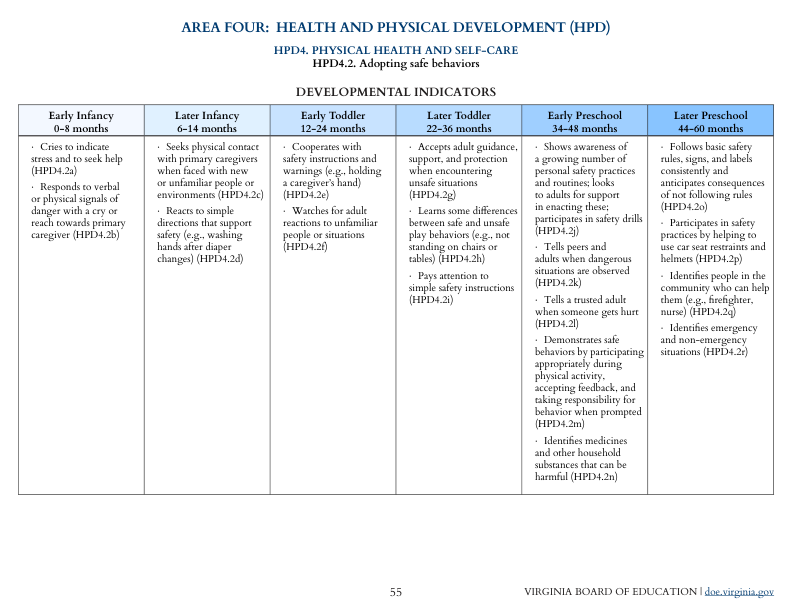 AREA FOUR: HEALTH AND PHYSICAL DEVELOPMENT (HPD)
HPD4. PHYSICAL HEALTH AND SELF-CARE
HPD4.2. Adopting safe behaviors
DEVELOPMENTAL INDICATORS
Early Infancy
0–8 months
· Cries to indicate
stress and to seek help
(HPD4.2a)
· Responds to verbal
or physical signals of
danger with a cry or
reach towards primary
caregiver (HPD4.2b)
Later Infancy
6–14 months
· Seeks physical contact
with primary caregivers
when faced with new
or unfamiliar people or
environments (HPD4.2c)
· Reacts to simple
directions that support
safety (e.g., washing
hands after diaper
changes) (HPD4.2d)
Early Toddler
12–24 months
· Cooperates with
safety instructions and
warnings (e.g., holding
a caregiver's hand)
(HPD4.2e)
· Watches for adult
reactions to unfamiliar
people or situations
(HPD4.2f)
Later Toddler
22–36 months
· Accepts adult guidance,
support, and protection
when encountering
unsafe situations
(HPD4.2g)
· Learns some differences
between safe and unsafe
play behaviors (e.g., not
standing on chairs or
tables) (HPD4.2h)
· Pays attention to
simple safety instructions
(HPD4.2i)
Early Preschool
34–48 months
· Shows awareness of
a growing number of
personal safety practices
and routines; looks
to adults for support
in enacting these;
participates in safety drills
(HPD4.2j)
· Tells peers and
adults when dangerous
situations are observed
(HPD4.2k)
· Tells a trusted adult
when someone gets hurt
(HPD4.2l)
· Demonstrates safe
behaviors by participating
appropriately during
physical activity,
accepting feedback, and
taking responsibility for
behavior when prompted
(HPD4.2m)
· Identifies medicines
and other household
substances that can be
harmful (HPD4.2n)
Later Preschool
44–60 months
· Follows basic safety
rules, signs, and labels
consistently and
anticipates consequences
of not following rules
(HPD4.2o)
· Participates in safety
practices by helping to
use car seat restraints and
helmets (HPD4.2p)
· Identifies people in the
community who can help
them (e.g., firefighter,
nurse) (HPD4.2q)
· Identifies emergency
and non-emergency
situations (HPD4.2r)
55
VIRGINIA BOARD OF EDUCATION | doe.virginia.gov